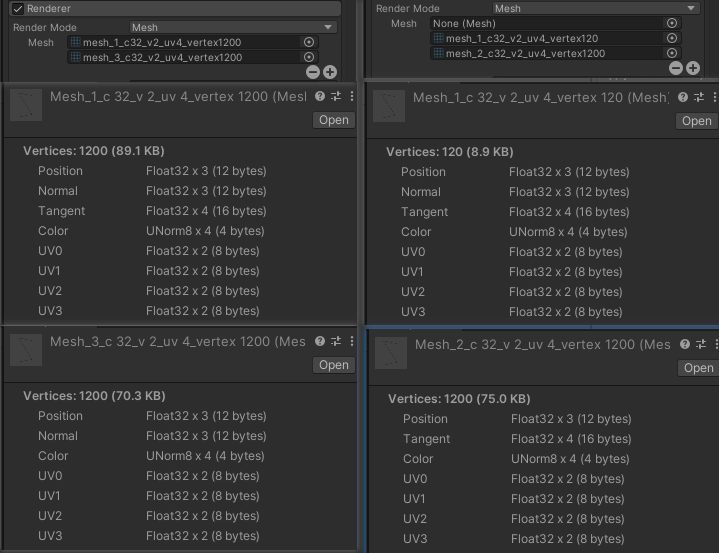 Renderer
Render Mode Mesh
Mesh mesh_1_c32_v2_uv4_vertex1200
mesh_3_c32_v2_uv4_vertex1200
Render Mode Mesh
Mesh None (Mesh)
mesh_1_c32_v2_uv4_vertex120
mesh_2_c32_v2_uv4_vertex1200
Mesh_1_c 32_v 2_uv 4_vertex 1200 (Mesl
Open
Vertices: 1200 (89.1 KB)
Position Float32 x 3 (12 bytes)
Normal Float32 x 3 (12 bytes)
Tangent Float32 x 4 (16 bytes)
Color UNorm8 x 4 (4 bytes)
UV0 Float32 x 2 (8 bytes)
UV1 Float32 x 2 (8 bytes)
UV2 Float32 x 2 (8 bytes)
UV3 Float32 x 2 (8 bytes)
Mesh_1_c 32_v 2_uv 4_vertex 120 (Mesh)
Open
Vertices: 120 (8.9 KB)
Position Float32 x 3 (12 bytes)
Normal Float32 x 3 (12 bytes)
Tangent Float32 x 4 (16 bytes)
Color UNorm8 x 4 (4 bytes)
UV0 Float32 x 2 (8 bytes)
UV1 Float32 x 2 (8 bytes)
UV2 Float32 x 2 (8 bytes)
UV3 Float32 x 2 (8 bytes)
Mesh_3_c 32_v 2_uv 4_vertex 1200 (Mes
Open
Vertices: 1200 (70.3 KB)
Position Float32 x 3 (12 bytes)
Normal Float32 x 3 (12 bytes)
Color UNorm8 x 4 (4 bytes)
UV0 Float32 x 2 (8 bytes)
UV1 Float32 x 2 (8 bytes)
UV2 Float32 x 2 (8 bytes)
UV3 Float32 x 2 (8 bytes)
Mesh_2_c 32_v 2_uv 4_vertex 1200 (Mes
Open
Vertices: 1200 (75.0 KB)
Position Float32 x 3 (12 bytes)
Tangent Float32 x 4 (16 bytes)
Color UNorm8 x 4 (4 bytes)
UV0 Float32 x 2 (8 bytes)
UV1 Float32 x 2 (8 bytes)
UV2 Float32 x 2 (8 bytes)
UV3 Float32 x 2 (8 bytes)